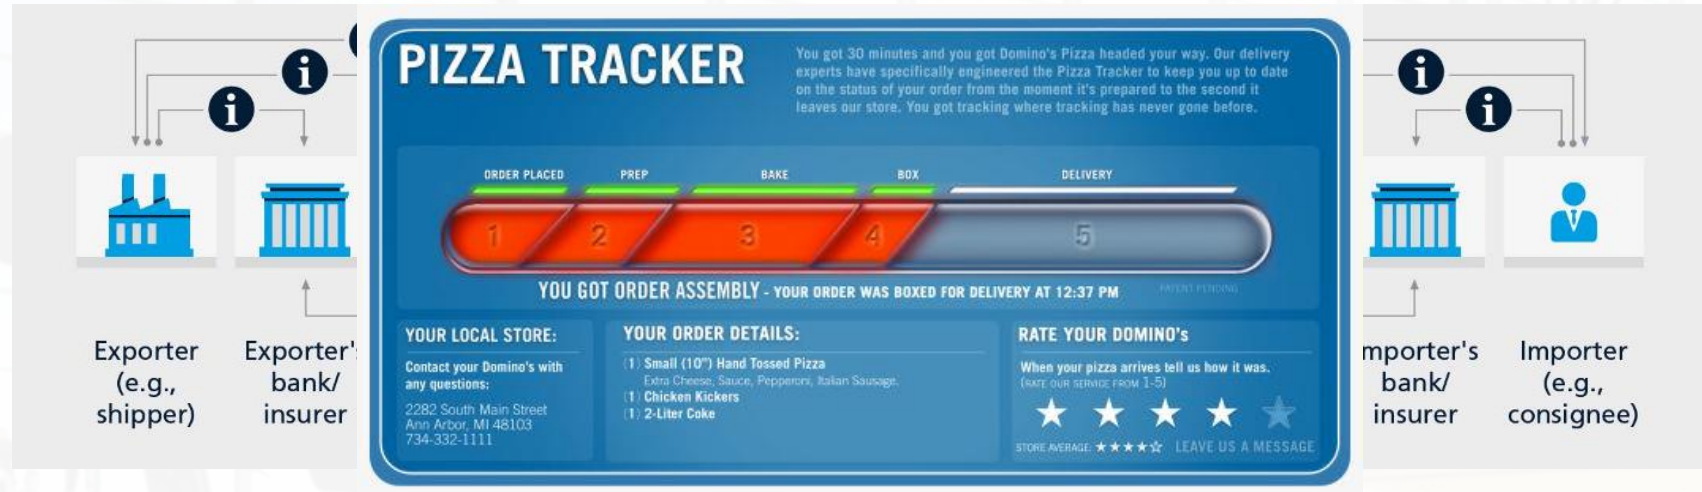 PIZZA TRACKER
You got 30 minutes and you got Domino's Pizza headed your way. Our delivery
experts have specifically engineered the Pizza Tracker to keep you up to date
on the status of your order from the moment it's prepared to the second it
leaves our store. You got tracking where tracking has never gone before.
ORDER PLACED PREP BAKE BOX DELIVERY
1 2 3 4 5
YOU GOT ORDER ASSEMBLY - YOUR ORDER WAS BOXED FOR DELIVERY AT 12:37 PM
PATENT PENDING
YOUR LOCAL STORE:
Contact your Domino's with
any questions:
2282 South Main Street
Ann Arbor, MI 48103
734-332-1111
YOUR ORDER DETAILS:
(1) Small (10") Hand Tossed Pizza
Extra Cheese, Sauce, Pepperoni, Italian Sausage.
(1) Chicken Kickers
(1) 2-Liter Coke
RATE YOUR DOMINO's
When your pizza arrives tell us how it was.
(RATE OUR SERVICE FROM 1-5)
STORE AVERAGE: ★★★★☆ LEAVE US A MESSAGE
i
i
i
i
Exporter
(e.g.,
shipper)
Exporter'
bank/
insurer
mporter's
bank/
insurer
Importer
(e.g.,
consignee)